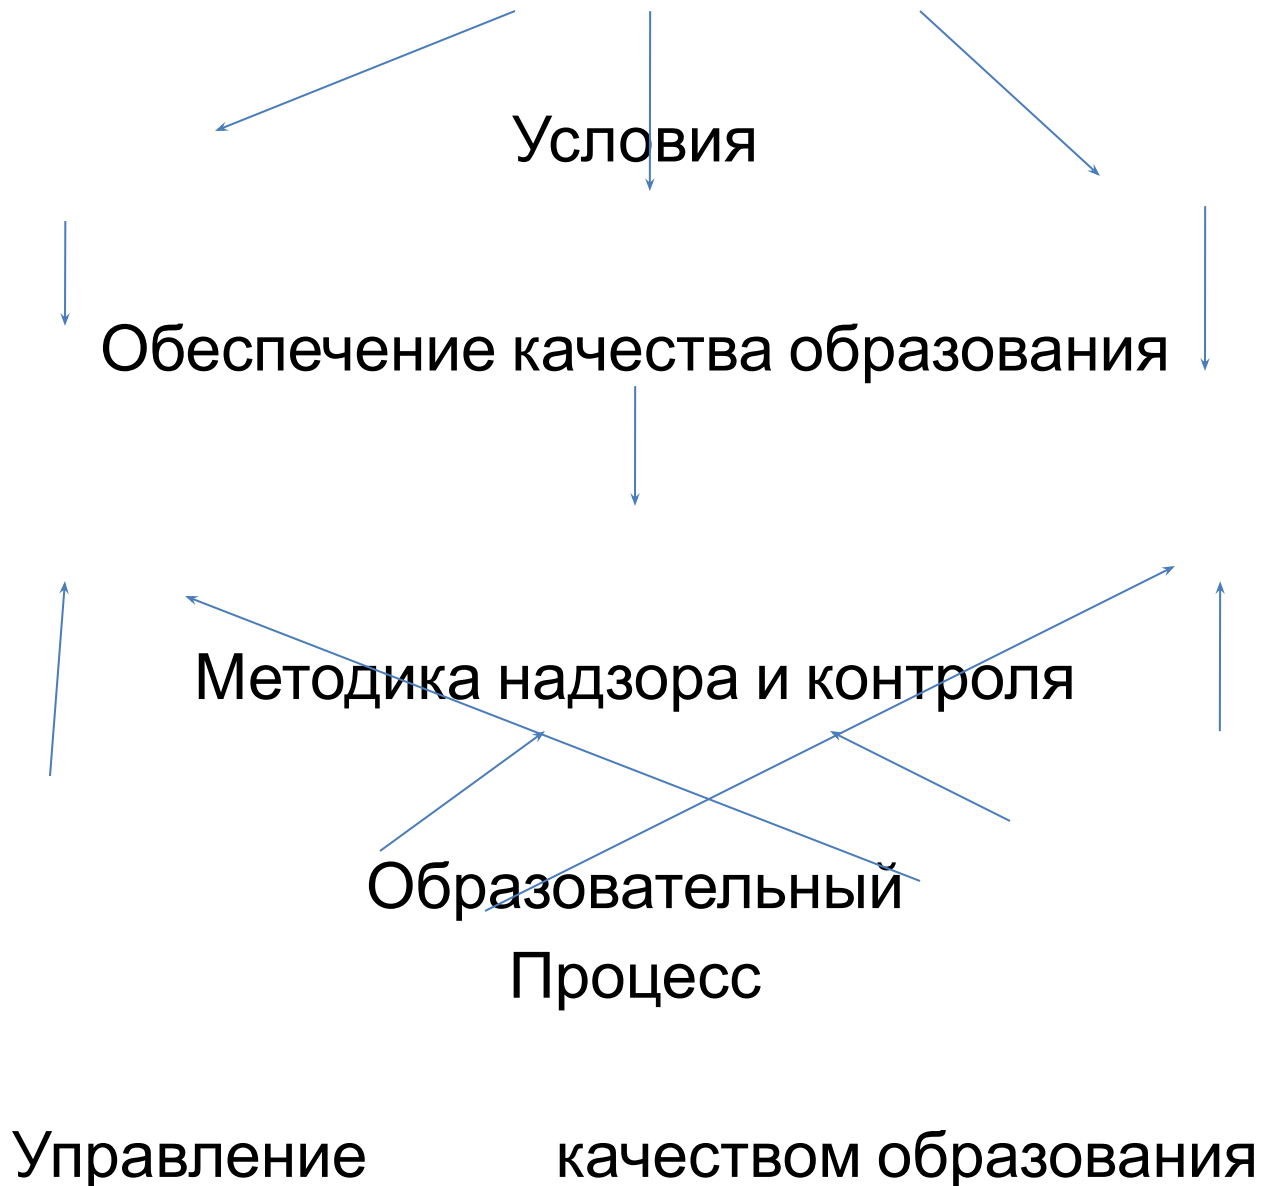 Условия
Обеспечение качества образования
Методика надзора и контроля
Образовательный
Процесс
Управление качеством образования